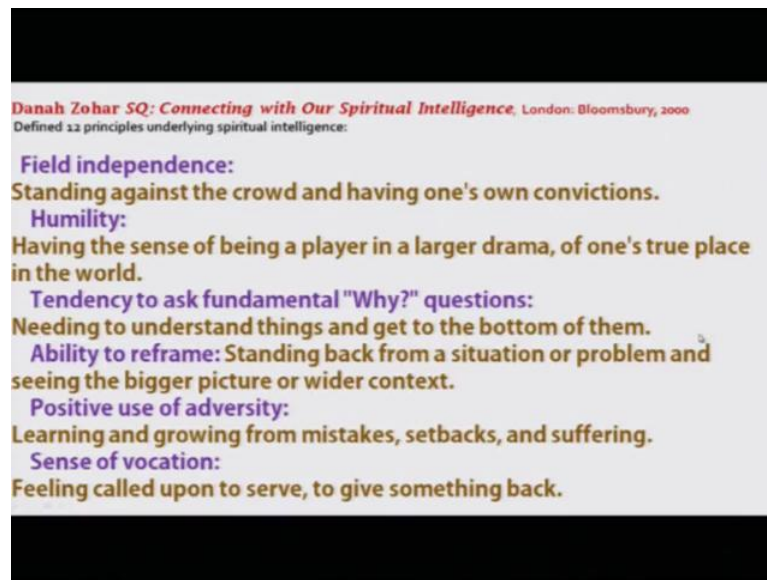 Danah Zohar SQ: Connecting with Our Spiritual Intelligence, London: Bloomsbury, 2000
Defined 12 principles underlying spiritual intelligence:
Field independence:
Standing against the crowd and having one's own convictions.
Humility:
Having the sense of being a player in a larger drama, of one's true place
in the world.
Tendency to ask fundamental "Why?" questions:
Needing to understand things and get to the bottom of them.
Ability to reframe: Standing back from a situation or problem and
seeing the bigger picture or wider context.
Positive use of adversity:
Learning and growing from mistakes, setbacks, and suffering.
Sense of vocation:
Feeling called upon to serve, to give something back.